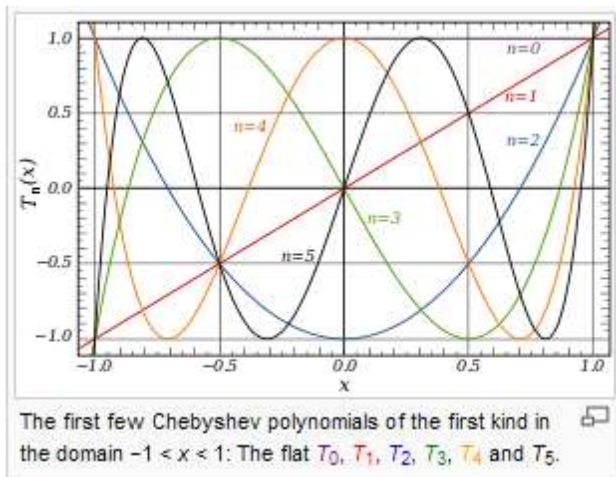 1.0
n=0
n=1
0.5
n=4
n=2
T_n(x)
0.0
n=3
−0.5
n=5
−1.0
−1.0
−0.5
0.0
0.5
1.0
x
The first few Chebyshev polynomials of the first kind in
the domain −1 < x < 1: The flat T₀, T₁, T₂, T₃, T₄ and T₅.